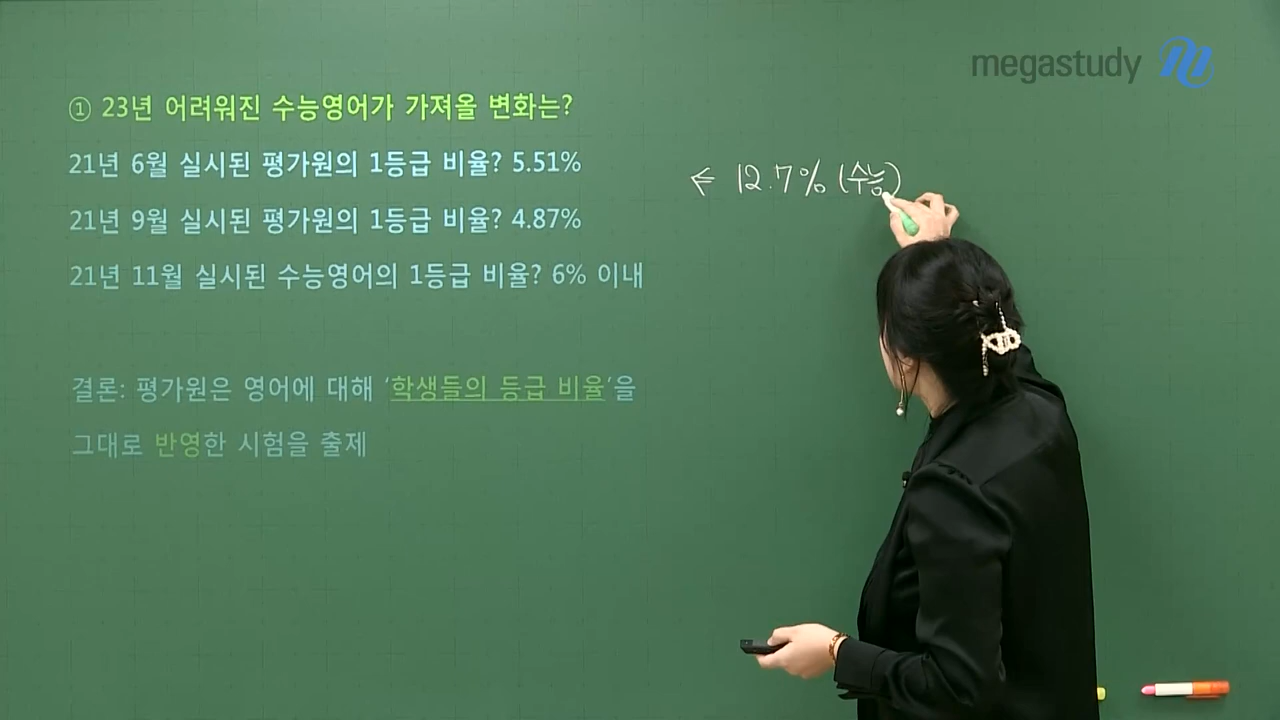 megastudy
① 23년 어려워진 수능영어가 가져올 변화는?
21년 6월 실시된 평가원의 1등급 비율? 5.51%
← 12.7% (수능)
21년 9월 실시된 평가원의 1등급 비율? 4.87%
21년 11월 실시된 수능영어의 1등급 비율? 6% 이내
결론: 평가원은 영어에 대해 ‘학생들의 등급 비율’을
그대로 반영한 시험을 출제